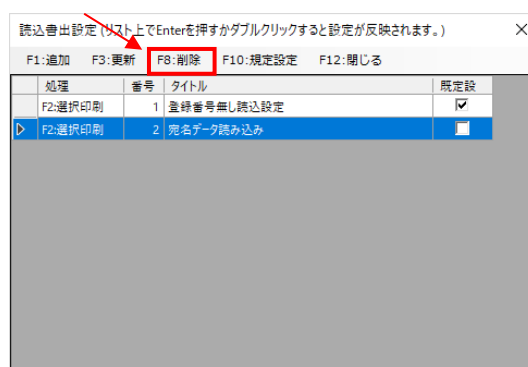 読込書出設定 (リスト上でEnterを押すかダブルクリックすると設定が反映されます。)
F1:追加 F3:更新 F8:削除 F10:規定設定 F12:閉じる
処理 番号 タイトル 既定設
F2:選択印刷 1 登録番号無し読込設定
F2:選択印刷 2 宛名データ読み込み